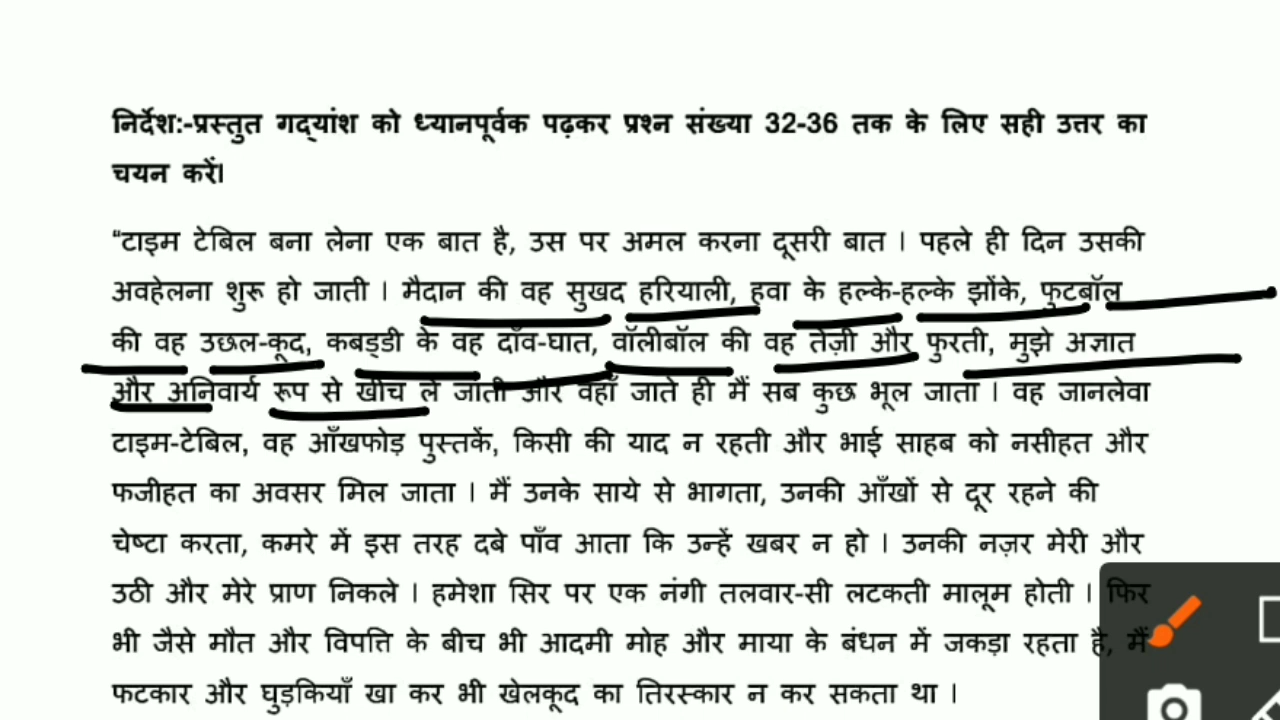 निर्देश:-प्रस्तुत गद्यांश को ध्यानपूर्वक पढ़कर प्रश्न संख्या 32-36 तक के लिए सही उत्तर का
चयन करें।
“टाइम टेबिल बना लेना एक बात है, उस पर अमल करना दूसरी बात । पहले ही दिन उसकी
अवहेलना शुरू हो जाती । मैदान की वह सुखद हरियाली, हवा के हल्के-हल्के झोंके, फुटबॉल
की वह उछल-कूद, कबड्डी के वह दाँव-घात, वॉलीबॉल की वह तेज़ी और फुरती, मुझे अज्ञात
और अनिवार्य रूप से खींच ले जाती और वहाँ जाते ही मैं सब कुछ भूल जाता । वह जानलेवा
टाइम-टेबिल, वह आँखफोड़ पुस्तकें, किसी की याद न रहती और भाई साहब को नसीहत और
फजीहत का अवसर मिल जाता । मैं उनके साये से भागता, उनकी आँखों से दूर रहने की
चेष्टा करता, कमरे में इस तरह दबे पाँव आता कि उन्हें खबर न हो । उनकी नज़र मेरी और
उठी और मेरे प्राण निकले । हमेशा सिर पर एक नंगी तलवार-सी लटकती मालूम होती । फिर
भी जैसे मौत और विपत्ति के बीच भी आदमी मोह और माया के बंधन में जकड़ा रहता है, मैं
फटकार और घुड़कियाँ खा कर भी खेलकूद का तिरस्कार न कर सकता था ।